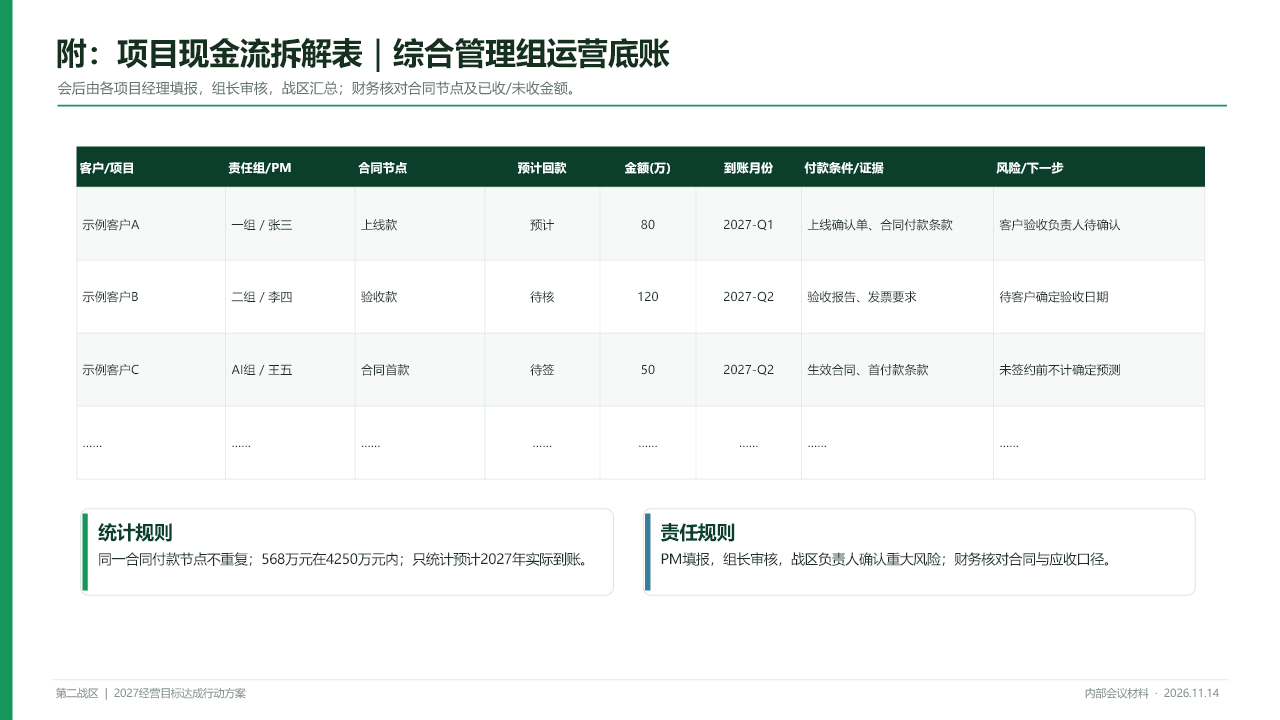 附：项目现金流拆解表｜综合管理组运营底账
会后由各项目经理填报，组长审核，战区汇总；财务核对合同节点及已收/未收金额。
客户/项目 责任组/PM 合同节点 预计回款 金额(万) 到账月份 付款条件/证据 风险/下一步
示例客户A 一组 / 张三 上线款 预计 80 2027-Q1 上线确认单、合同付款条款 客户验收负责人待确认
示例客户B 二组 / 李四 验收款 待核 120 2027-Q2 验收报告、发票要求 待客户确定验收日期
示例客户C AI组 / 王五 合同首款 待签 50 2027-Q2 生效合同、首付款条款 未签约前不计确定预测
…… …… …… …… …… …… …… ……
统计规则
同一合同付款节点不重复；568万元在4250万元内；只统计预计2027年实际到账。
责任规则
PM填报，组长审核，战区负责人确认重大风险；财务核对合同与应收口径。
第二战区｜2027经营目标达成行动方案
内部会议材料 · 2026.11.14